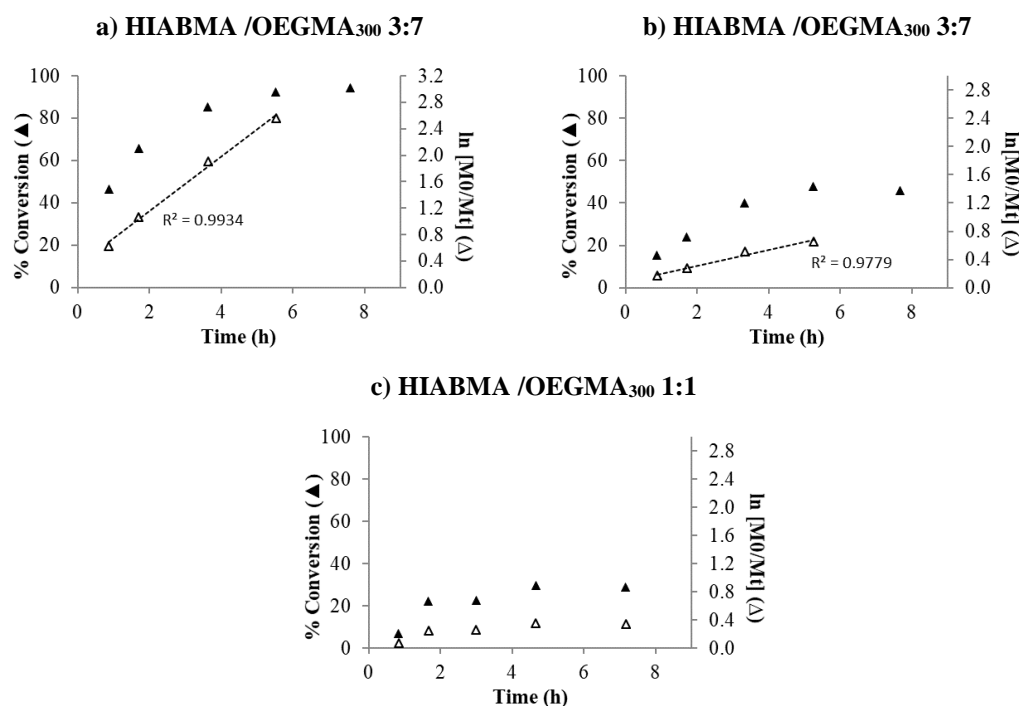 a) HIABMA /OEGMA₃₀₀ 3:7
100
80
60
40
20
0
% Conversion (▲)
3.2
2.8
2.4
2.0
1.6
1.2
0.8
0.4
0.0
ln [M0/Mt] (Δ)
R² = 0.9934
0 2 4 6 8
Time (h)
b) HIABMA /OEGMA₃₀₀ 3:7
100
80
60
40
20
0
% Conversion (▲)
2.8
2.4
2.0
1.6
1.2
0.8
0.4
0.0
ln [M0/Mt] (Δ)
R² = 0.9779
0 2 4 6 8
Time (h)
c) HIABMA /OEGMA₃₀₀ 1:1
100
80
60
40
20
0
% Conversion (▲)
2.8
2.4
2.0
1.6
1.2
0.8
0.4
0.0
ln [M0/Mt] (Δ)
0 2 4 6 8
Time (h)